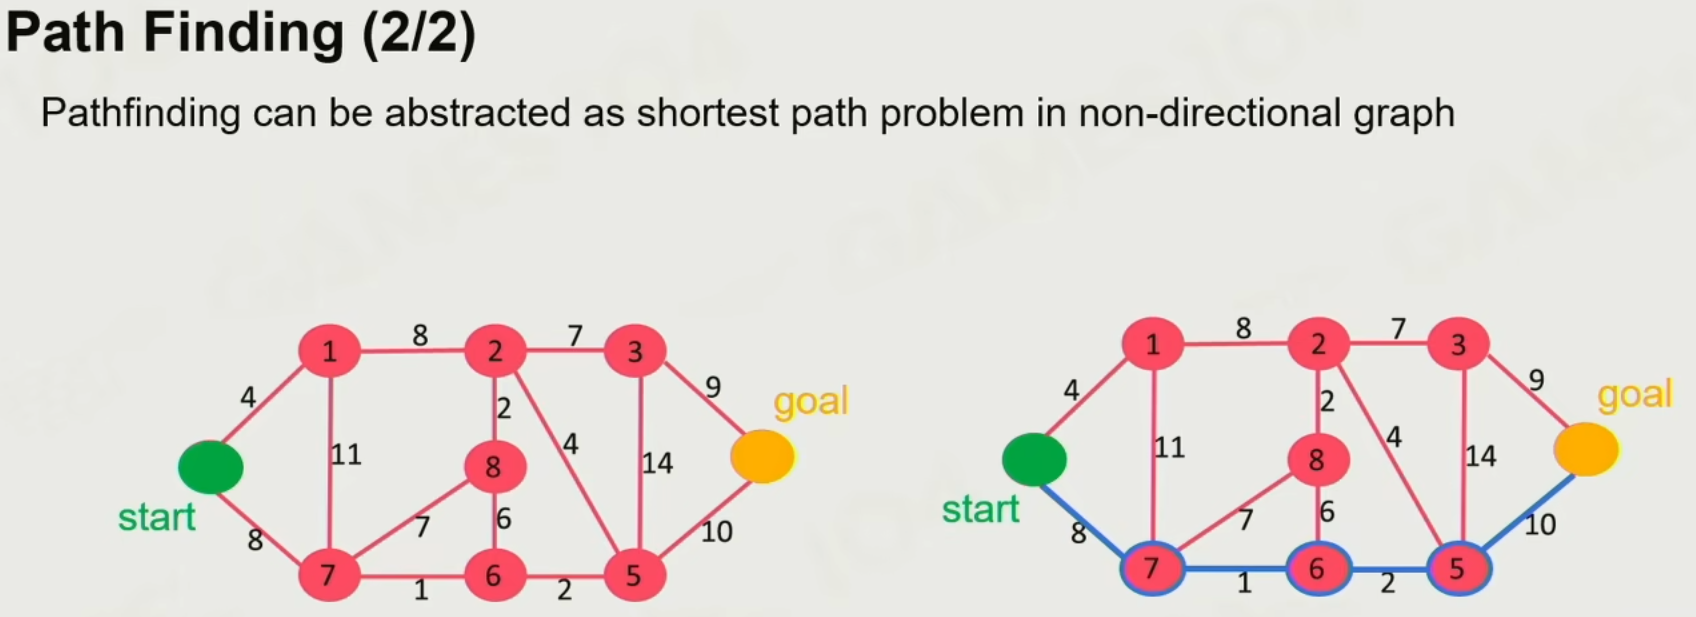 Path Finding (2/2)
Pathfinding can be abstracted as shortest path problem in non-directional graph
1 8 2 7 3
4 11 2 4 14 9 goal
start 8
8 7 6 10
7 1 6 2 5
1 8 2 7 3
4 11 2 4 14 9 goal
start 8
8 7 6 10
7 1 6 2 5
GAMES104
GAMES104